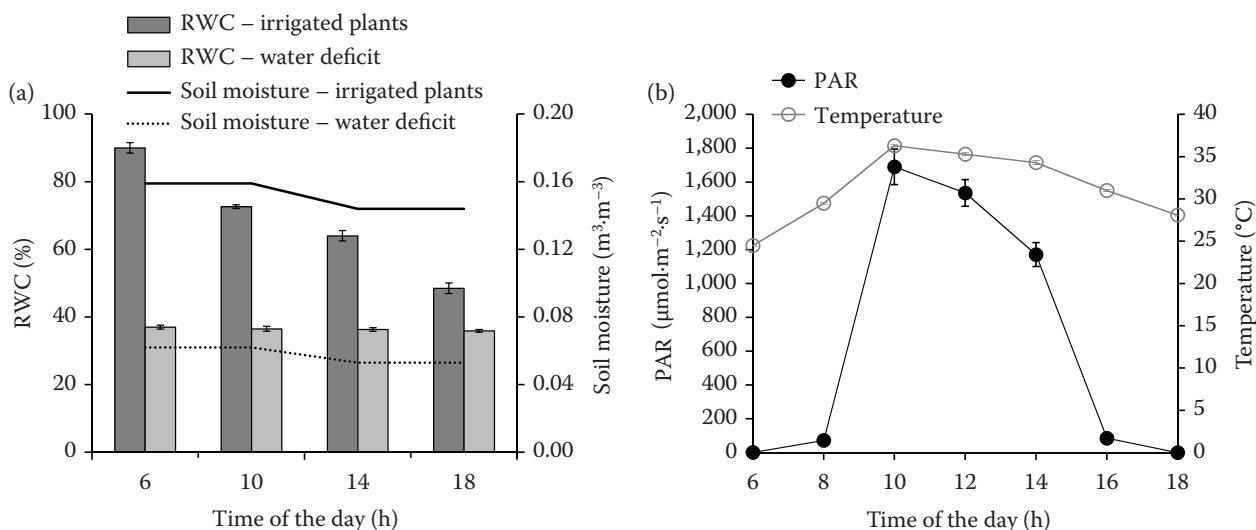 RWC – irrigated plants
RWC – water deficit
Soil moisture – irrigated plants
Soil moisture – water deficit
(a)
100
80
60
40
20
0
RWC (%)
0.20
0.16
0.12
0.08
0.04
0.00
Soil moisture (m³·m⁻³)
6 10 14 18
Time of the day (h)
(b)
PAR
Temperature
2,000
1,800
1,600
1,400
1,200
1,000
800
600
400
200
0
PAR (μmol·m⁻²·s⁻¹)
40
35
30
25
20
15
10
5
0
Temperature (°C)
6 8 10 12 14 16 18
Time of the day (h)